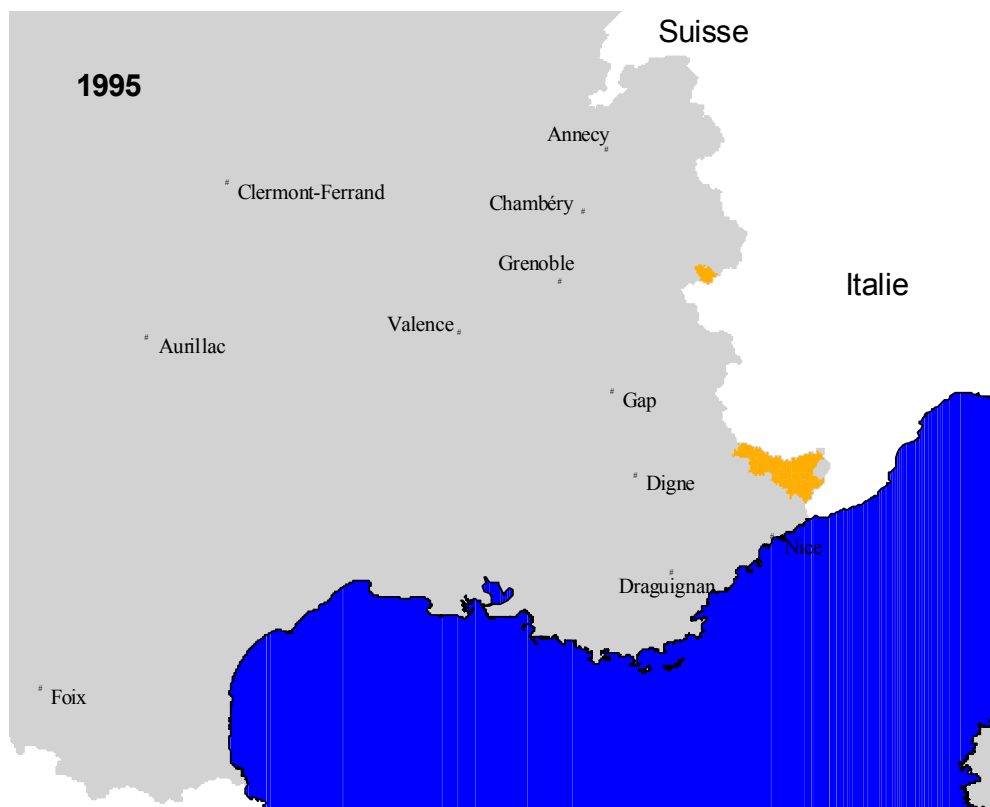 Suisse
1995
Annecy
Clermont-Ferrand
Chambéry
Grenoble
Italie
Valence
Aurillac
Gap
Digne
Nice
Draguignan
Foix